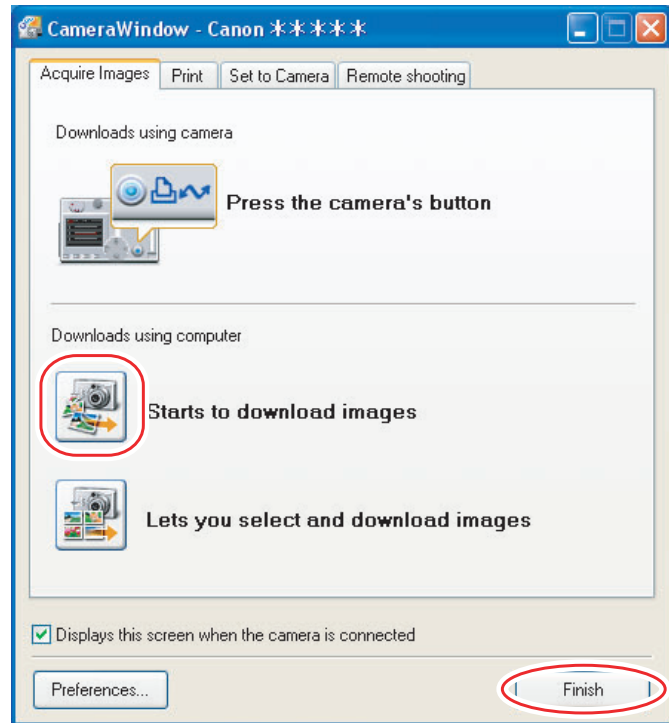 CameraWindow - Canon *****
Acquire Images Print Set to Camera Remote shooting
Downloads using camera
Press the camera's button
Downloads using computer
Starts to download images
Lets you select and download images
Displays this screen when the camera is connected
Preferences... Finish